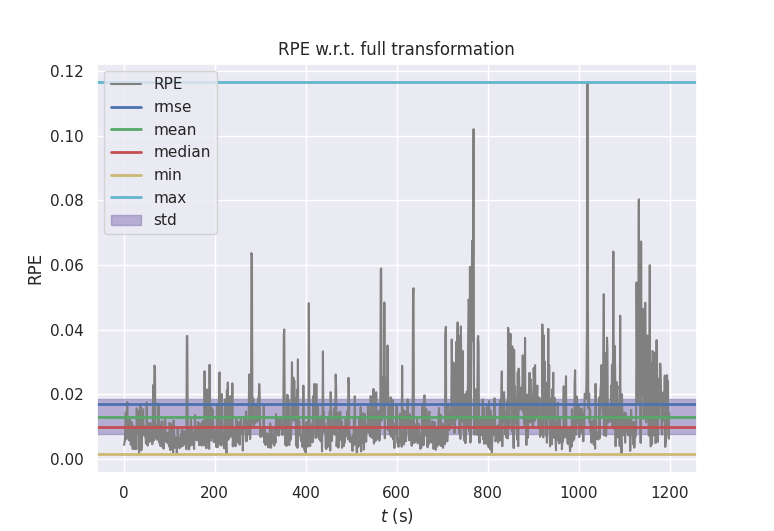 RPE w.r.t. full transformation
0.12
0.10
0.08
0.06
0.04
0.02
0.00
RPE
RPE
rmse
mean
median
min
max
std
0
200
400
600
800
1000
1200
t (s)